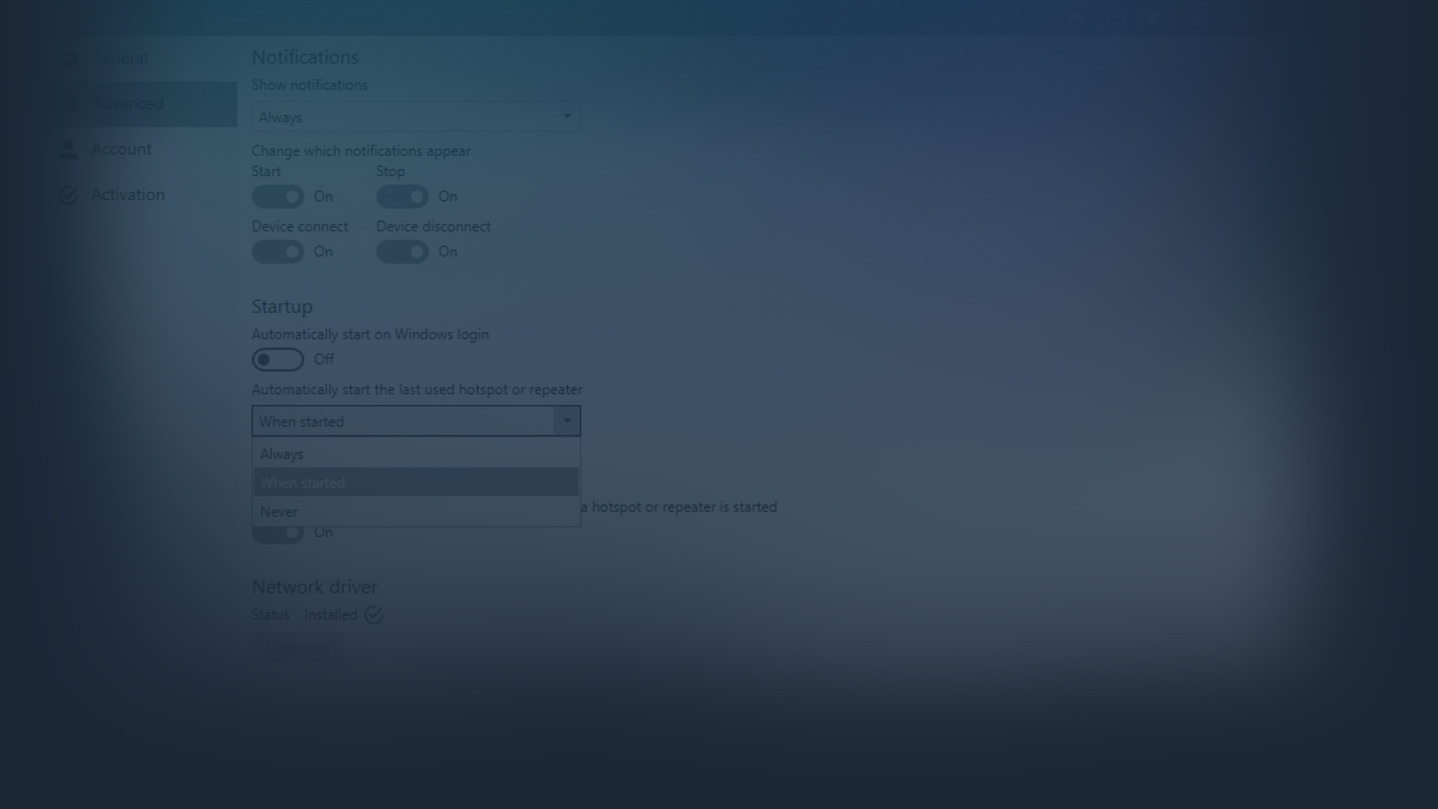 General
Advanced
Account
Activation
Notifications
Show notifications
Always
Change which notifications appear
Start Stop
On On
Device connect Device disconnect
On On
Startup
Automatically start on Windows login
Off
Automatically start the last used hotspot or repeater
When started
Always
When started
Never
a hotspot or repeater is started
On
Network driver
Status Installed
Uninstall